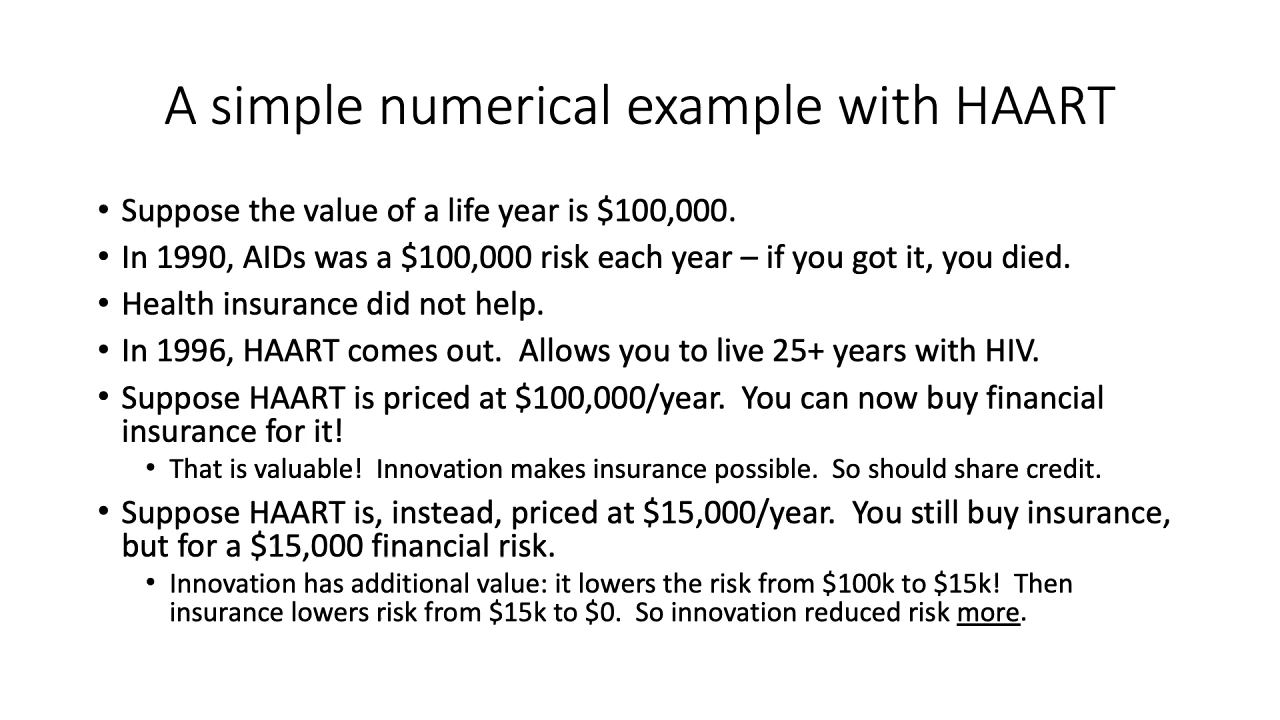 A simple numerical example with HAART
• Suppose the value of a life year is $100,000.
• In 1990, AIDs was a $100,000 risk each year – if you got it, you died.
• Health insurance did not help.
• In 1996, HAART comes out.  Allows you to live 25+ years with HIV.
• Suppose HAART is priced at $100,000/year.  You can now buy financial
insurance for it!
• That is valuable!  Innovation makes insurance possible.  So should share credit.
• Suppose HAART is, instead, priced at $15,000/year.  You still buy insurance,
but for a $15,000 financial risk.
• Innovation has additional value: it lowers the risk from $100k to $15k!  Then
insurance lowers risk from $15k to $0.  So innovation reduced risk more.